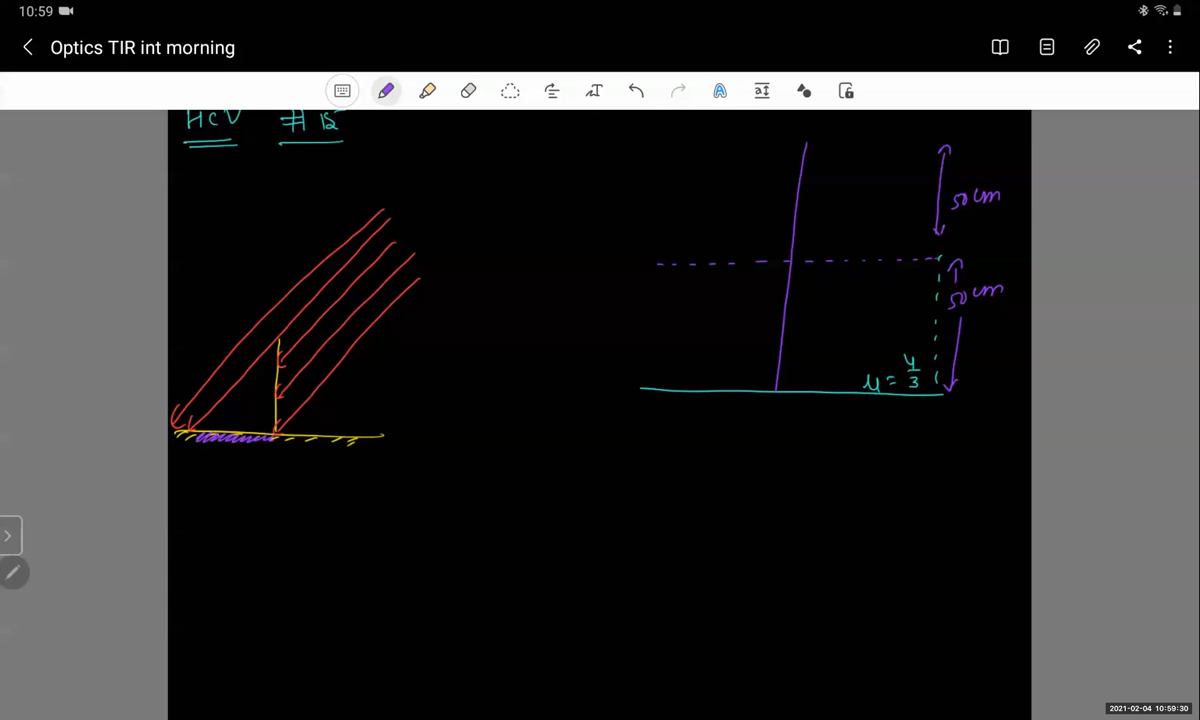 10:59
Optics TIR int morning
HCV # 15
50 cm
50 cm
μ = 4/3
2021-02-04 10:59:30